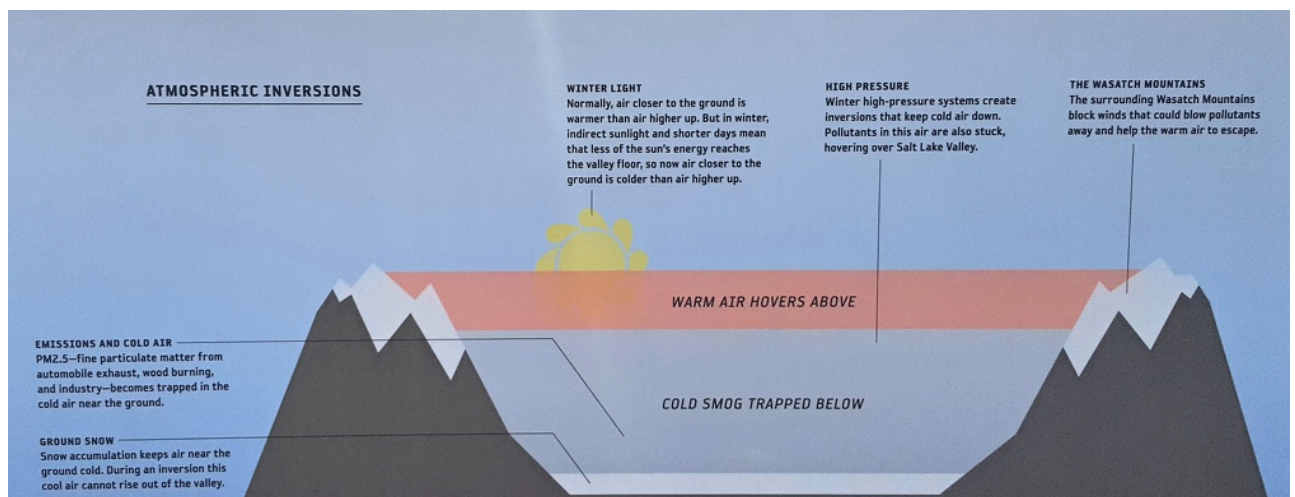 ATMOSPHERIC INVERSIONS
WINTER LIGHT
Normally, air closer to the ground is
warmer than air higher up. But in winter,
indirect sunlight and shorter days mean
that less of the sun's energy reaches
the valley floor, so now air closer to the
ground is colder than air higher up.
HIGH PRESSURE
Winter high-pressure systems create
inversions that keep cold air down.
Pollutants in this air are also stuck,
hovering over Salt Lake Valley.
THE WASATCH MOUNTAINS
The surrounding Wasatch Mountains
block winds that could blow pollutants
away and help the warm air to escape.
WARM AIR HOVERS ABOVE
EMISSIONS AND COLD AIR
PM2.5—fine particulate matter from
automobile exhaust, wood burning,
and industry—becomes trapped in the
cold air near the ground.
COLD SMOG TRAPPED BELOW
GROUND SNOW
Snow accumulation keeps air near the
ground cold. During an inversion this
cool air cannot rise out of the valley.